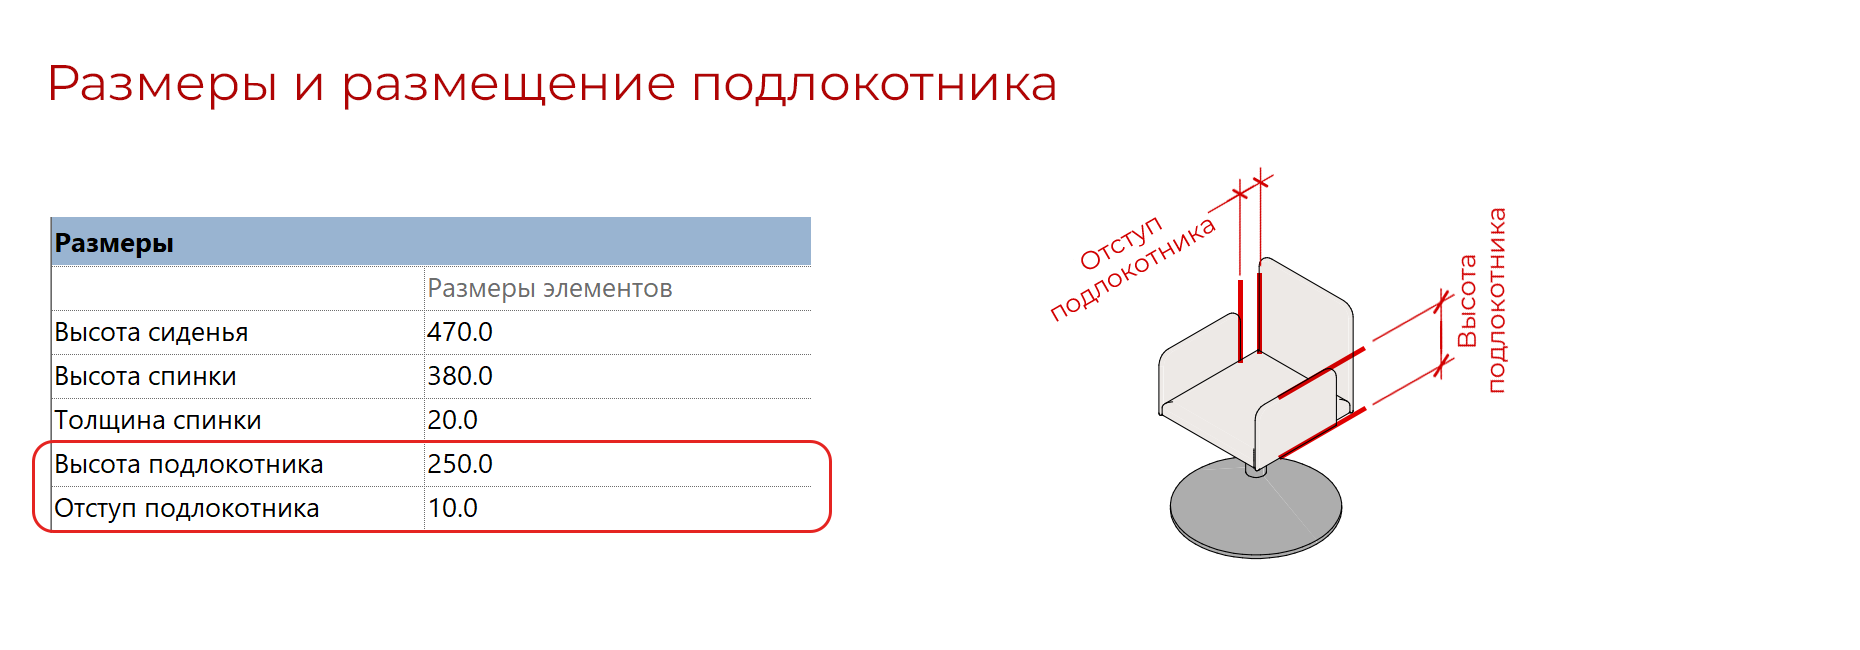 Размеры и размещение подлокотника
Размеры
Размеры элементов
Высота сиденья 470.0
Высота спинки 380.0
Толщина спинки 20.0
Высота подлокотника 250.0
Отступ подлокотника 10.0
Отступ
подлокотника
Высота
подлокотника